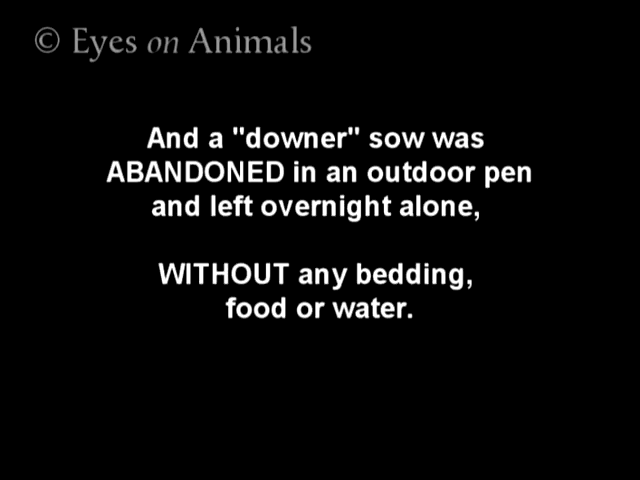 © Eyes on Animals
And a "downer" sow was
ABANDONED in an outdoor pen
and left overnight alone,
WITHOUT any bedding,
food or water.